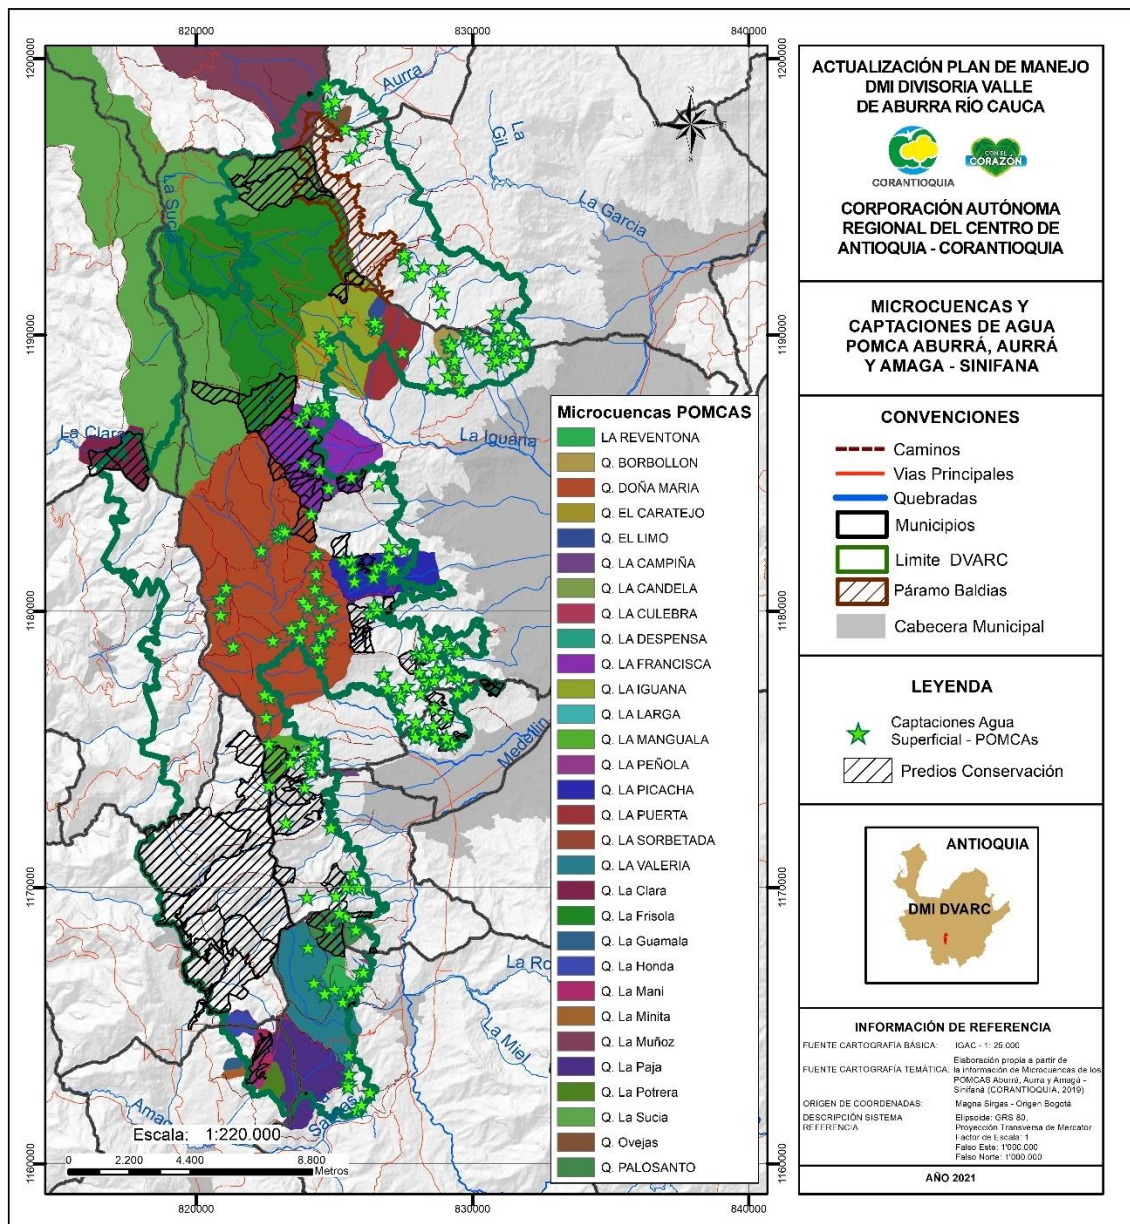 820000
830000
840000
1200000
1190000
1180000
1170000
1160000
1200000
1190000
1180000
1170000
1160000
820000
830000
840000
Aurra
La Gil
La Garcia
La Sucia
La Clara
La Iguana
Medellin
La Miel
N
S
W
E
Escala: 1:220.000
0 2.200 4.400 8.800
Metros
Microcuencas POMCAS
LA REVENTONA
Q. BORBOLLON
Q. DOÑA MARIA
Q. EL CARATEJO
Q. EL LIMO
Q. LA CAMPIÑA
Q. LA CANDELA
Q. LA CULEBRA
Q. LA DESPENSA
Q. LA FRANCISCA
Q. LA IGUANA
Q. LA LARGA
Q. LA MANGUALA
Q. LA PEÑOLA
Q. LA PICACHA
Q. LA PUERTA
Q. LA SORBETADA
Q. LA VALERIA
Q. La Clara
Q. La Frisola
Q. La Guamala
Q. La Honda
Q. La Mani
Q. La Minita
Q. La Muñoz
Q. La Paja
Q. La Potrera
Q. La Sucia
Q. Ovejas
Q. PALOSANTO
ACTUALIZACIÓN PLAN DE MANEJO
DMI DIVISORIA VALLE
DE ABURRA RÍO CAUCA
CORANTIOQUIA
CON EL
CORAZÓN
CORPORACIÓN AUTÓNOMA
REGIONAL DEL CENTRO DE
ANTIOQUIA - CORANTIOQUIA
MICROCUENCAS Y
CAPTACIONES DE AGUA
POMCA ABURRÁ, AURRÁ
Y AMAGA - SINIFANA
CONVENCIONES
Caminos
Vias Principales
Quebradas
Municipios
Limite DVARC
Páramo Baldias
Cabecera Municipal
LEYENDA
Captaciones Agua
Superficial - POMCAs
Predios Conservación
ANTIOQUIA
DMI DVARC
INFORMACIÓN DE REFERENCIA
FUENTE CARTOGRAFÍA BÁSICA: IGAC - 1: 25.000
FUENTE CARTOGRAFÍA TEMÁTICA: Elaboración propia a partir de
la información de Microcuencas de los
POMCAS Aburrá, Aurra y Amagá -
Sinifaná (CORANTIOQUIA, 2019)
ORIGEN DE COORDENADAS: Magna Sirgas - Origen Bogotá
DESCRIPCIÓN SISTEMA REFERENCIA Elipsoide: GRS 80,
Proyección Transversa de Mercator
Factor de Escala: 1
Falso Este: 1'000.000
Falso Norte: 1'000.000
AÑO 2021